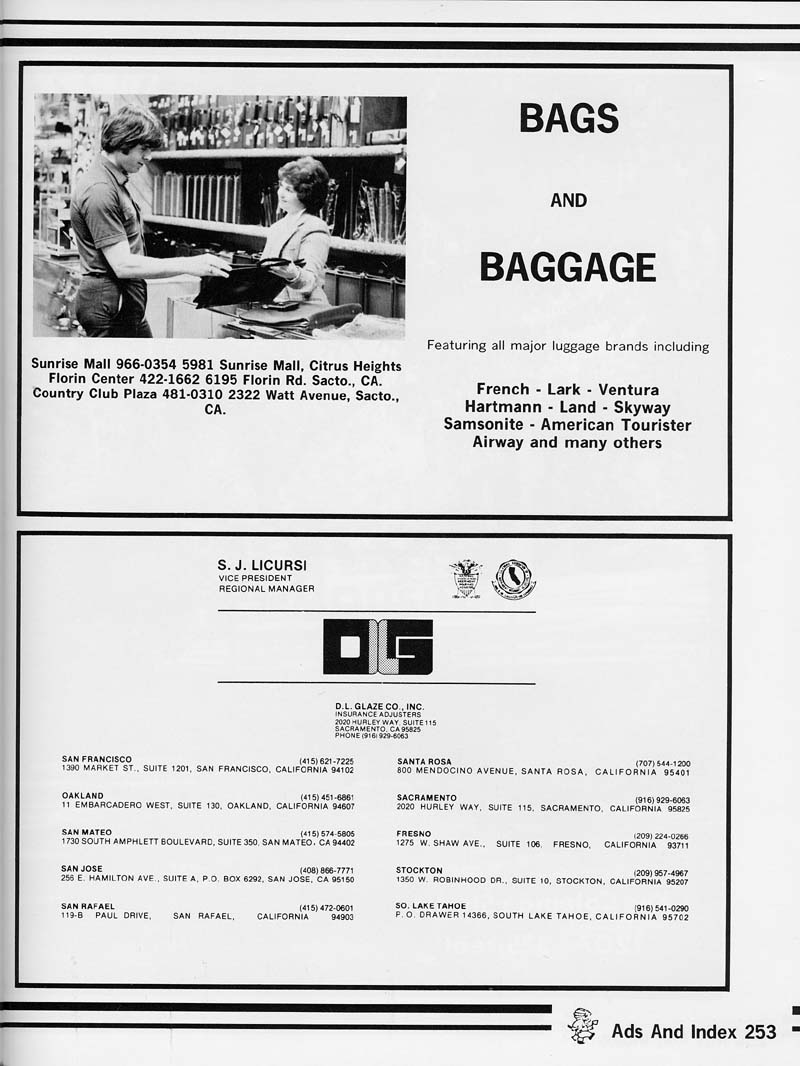 BAGS
AND
BAGGAGE
Featuring all major luggage brands including
French - Lark - Ventura
Hartmann - Land - Skyway
Samsonite - American Tourister
Airway and many others
Sunrise Mall 966-0354 5981 Sunrise Mall, Citrus Heights
Florin Center 422-1662 6195 Florin Rd. Sacto., CA.
Country Club Plaza 481-0310 2322 Watt Avenue, Sacto.,
CA.
S. J. LICURSI
VICE PRESIDENT
REGIONAL MANAGER
DLG
D.L. GLAZE CO., INC.
INSURANCE ADJUSTERS
2020 HURLEY WAY, SUITE 115
SACRAMENTO, CA 95825
PHONE (916) 929-6063
SAN FRANCISCO (415) 621-7225
1390 MARKET ST., SUITE 1201, SAN FRANCISCO, CALIFORNIA 94102
OAKLAND (415) 451-6861
11 EMBARCADERO WEST, SUITE 130, OAKLAND, CALIFORNIA 94607
SAN MATEO (415) 574-5805
1730 SOUTH AMPHLETT BOULEVARD, SUITE 350, SAN MATEO, CA 94402
SAN JOSE (408) 866-7771
256 E. HAMILTON AVE., SUITE A, P.O. BOX 6292, SAN JOSE, CA 95150
SAN RAFAEL (415) 472-0601
119-B PAUL DRIVE, SAN RAFAEL, CALIFORNIA 94903
SANTA ROSA (707) 544-1200
800 MENDOCINO AVENUE, SANTA ROSA, CALIFORNIA 95401
SACRAMENTO (916) 929-6063
2020 HURLEY WAY, SUITE 115, SACRAMENTO, CALIFORNIA 95825
FRESNO (209) 224-0266
1275 W. SHAW AVE., SUITE 106, FRESNO, CALIFORNIA 93711
STOCKTON (209) 957-4967
1350 W. ROBINHOOD DR., SUITE 10, STOCKTON, CALIFORNIA 95207
SO. LAKE TAHOE (916) 541-0290
P.O. DRAWER 14366, SOUTH LAKE TAHOE, CALIFORNIA 95702
Ads And Index 253